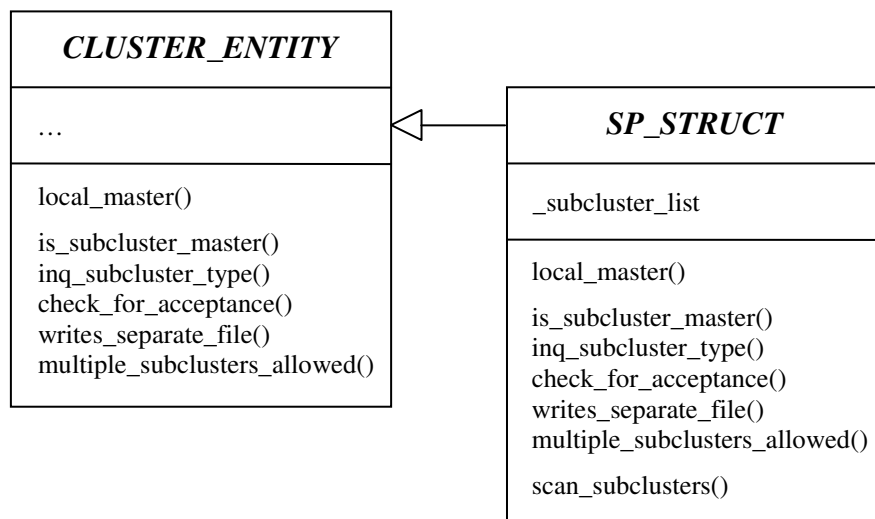 CLUSTER_ENTITY
…
local_master()
is_subcluster_master()
inq_subcluster_type()
check_for_acceptance()
writes_separate_file()
multiple_subclusters_allowed()
SP_STRUCT
_subcluster_list
local_master()
is_subcluster_master()
inq_subcluster_type()
check_for_acceptance()
writes_separate_file()
multiple_subclusters_allowed()
scan_subclusters()